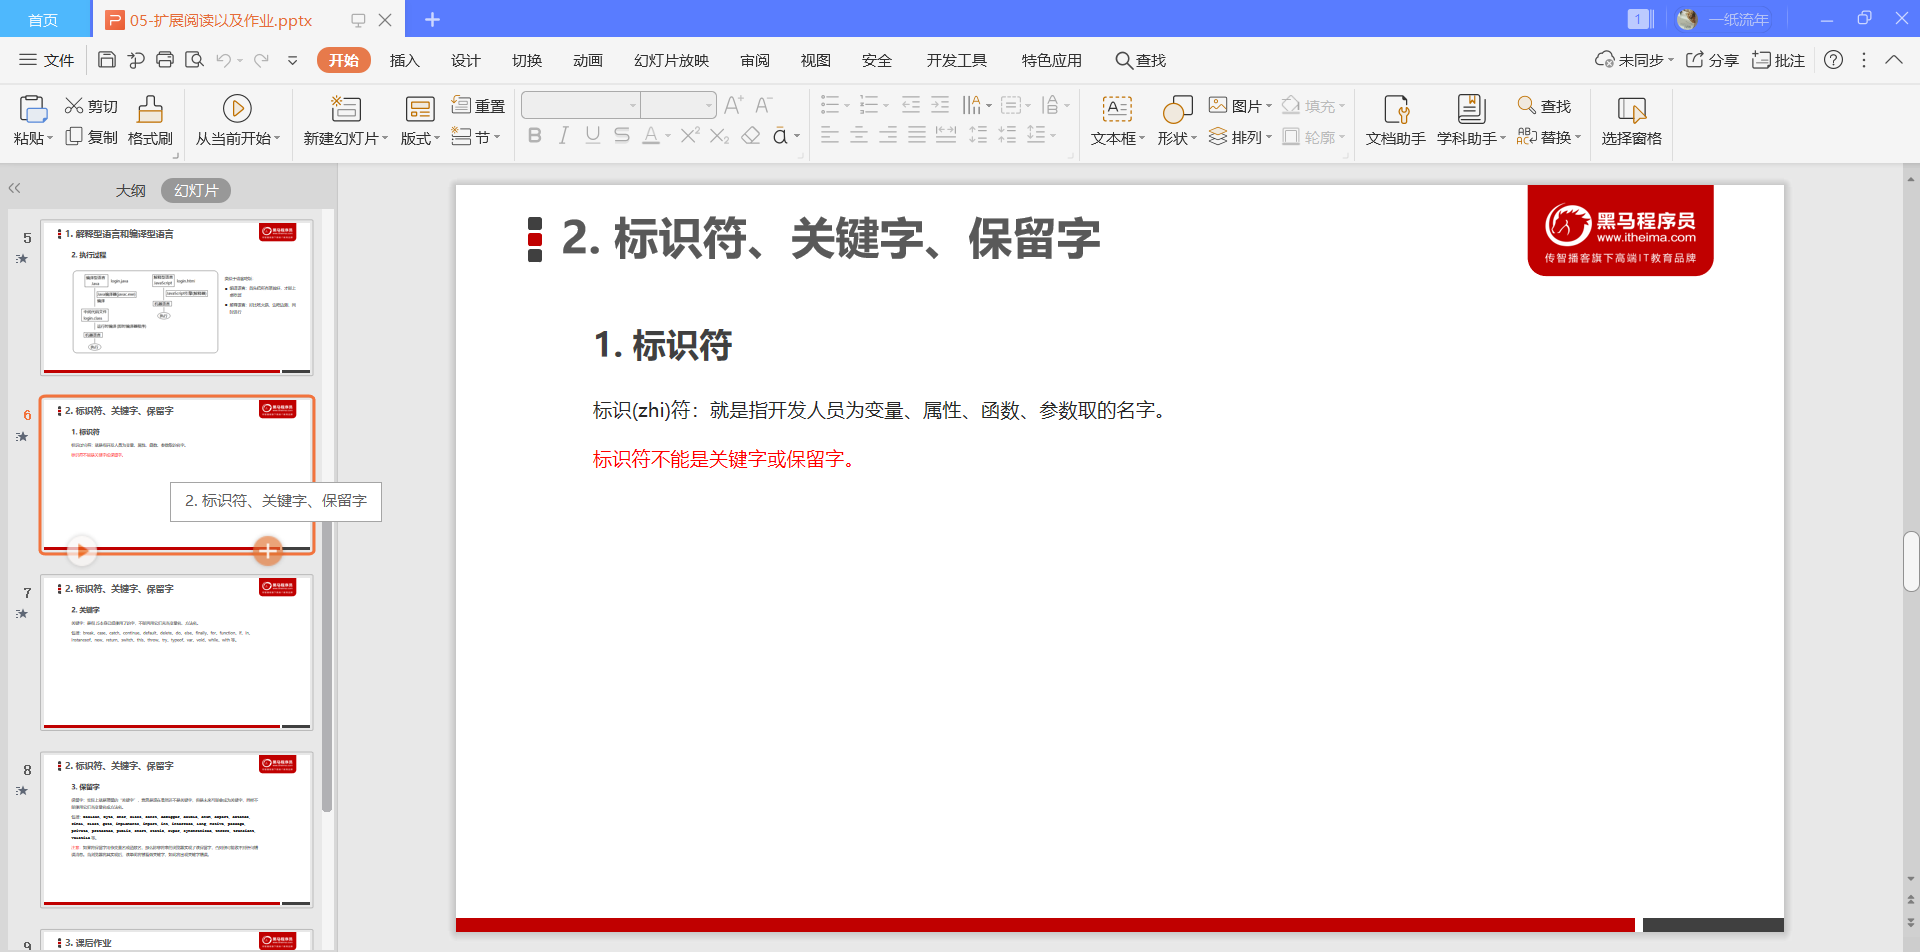 首页
05-扩展阅读以及作业.pptx
1
一纸流年
文件
开始
插入
设计
切换
动画
幻灯片放映
审阅
视图
安全
开发工具
特色应用
查找
未同步
分享
批注
粘贴
剪切
复制
格式刷
从当前开始
新建幻灯片
版式
重置
节
文本框
形状
图片
排列
填充
轮廓
文档助手
学科助手
查找
替换
选择窗格
大纲
幻灯片
5
1. 解释型语言和编译型语言
2. 执行过程
6
2. 标识符、关键字、保留字
1. 标识符
2. 标识符、关键字、保留字
7
2. 标识符、关键字、保留字
2. 关键字
8
2. 标识符、关键字、保留字
3. 保留字
9
3. 课后作业
2. 标识符、关键字、保留字
黑马程序员
www.itheima.com
传智播客旗下高端IT教育品牌
1. 标识符
标识(zhi)符：就是指开发人员为变量、属性、函数、参数取的名字。
标识符不能是关键字或保留字。